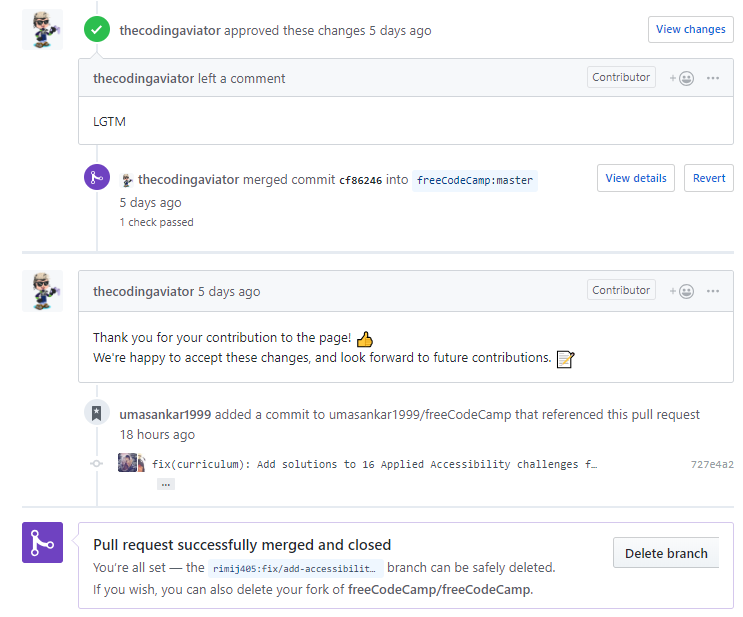 thecodingaviator approved these changes 5 days ago
View changes
thecodingaviator left a comment
Contributor
LGTM
thecodingaviator merged commit cf86246 into freeCodeCamp:master
View details
Revert
5 days ago
1 check passed
thecodingaviator 5 days ago
Contributor
Thank you for your contribution to the page! 👍
We're happy to accept these changes, and look forward to future contributions. 📝
umasankar1999 added a commit to umasankar1999/freeCodeCamp that referenced this pull request
18 hours ago
fix(curriculum): Add solutions to 16 Applied Accessibility challenges f…
727e4a2
…
Pull request successfully merged and closed
Delete branch
You're all set — the rimij405:fix/add-accessibilit… branch can be safely deleted.
If you wish, you can also delete your fork of freeCodeCamp/freeCodeCamp.